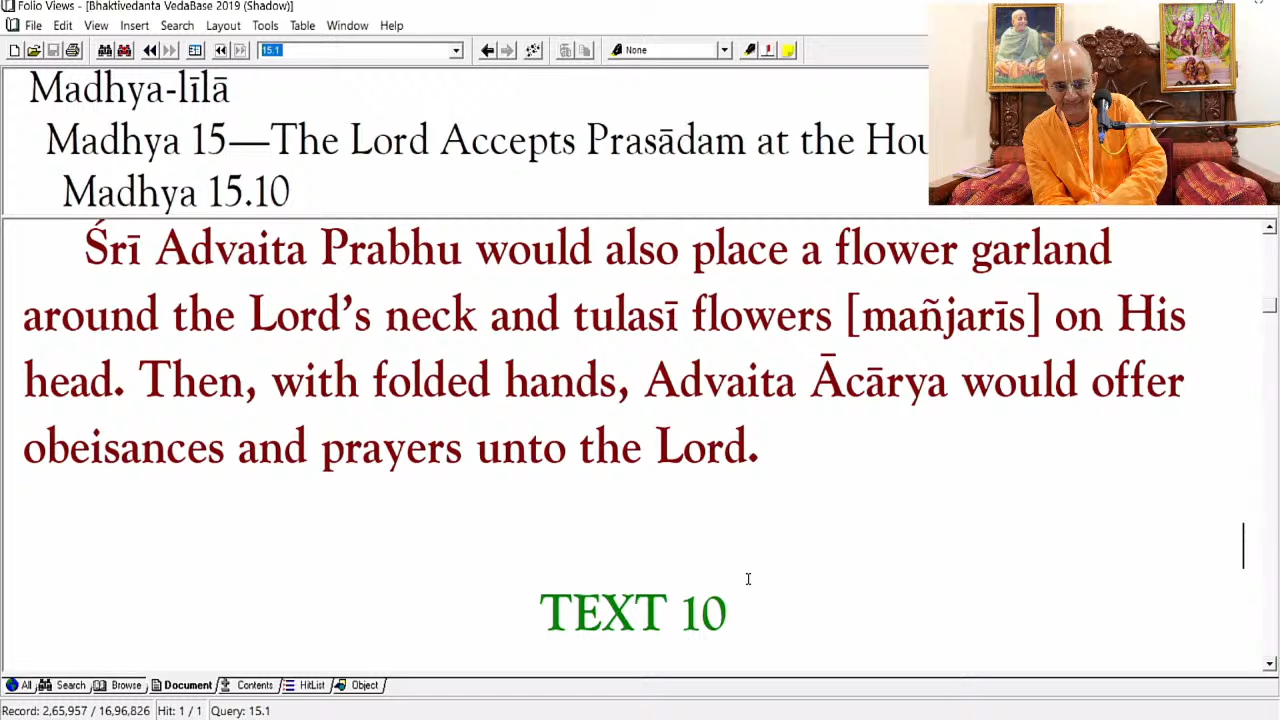 Folio Views - [Bhaktivedanta VedaBase 2019 (Shadow)]
File Edit View Insert Search Layout Tools Table Window Help
15.1
None
Madhya-līlā
Madhya 15—The Lord Accepts Prasādam at the Hou
Madhya 15.10
Śrī Advaita Prabhu would also place a flower garland
around the Lord’s neck and tulasī flowers [mañjarīs] on His
head. Then, with folded hands, Advaita Ācārya would offer
obeisances and prayers unto the Lord.
TEXT 10
All Search Browse Document Contents HitList Object
Record: 2,65,957 / 16,96,826 Hit: 1 / 1 Query: 15.1